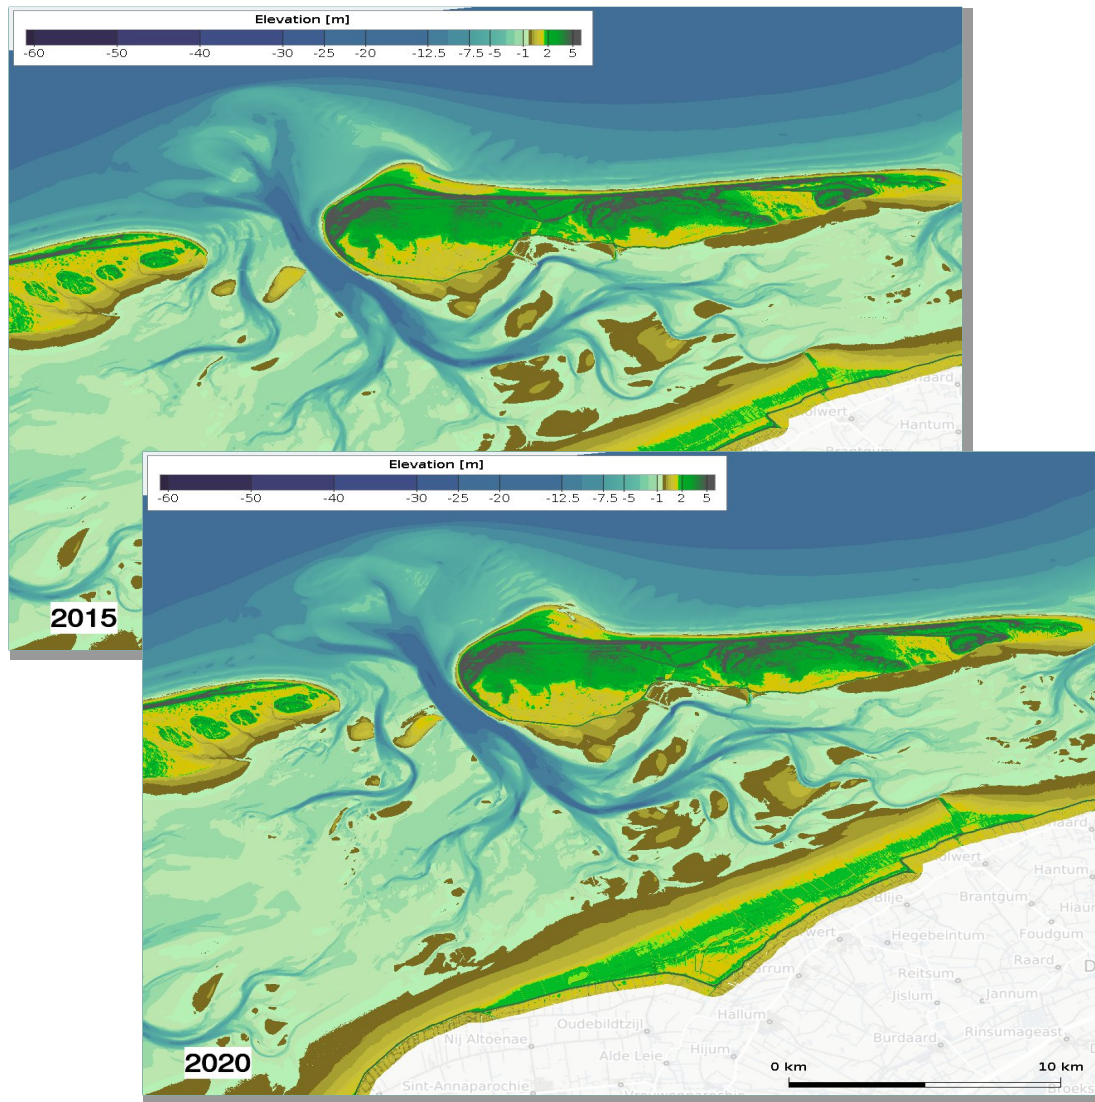 Elevation [m]
-60 -50 -40 -30 -25 -20 -12.5 -7.5 -5 -1 2 5
Hantum
2015
Elevation [m]
-60 -50 -40 -30 -25 -20 -12.5 -7.5 -5 -1 2 5
Hantum
Blije
Brantgum
Hegebeintum
Foudgum
Raard
Reitsum
Jislum
Jannum
Hallum
Oudebildtzijl
Rinsumageast
Burdaard
Nij Altoenae
Hijum
Alde Leie
2020
0 km 10 km
Sint-Annaparochie